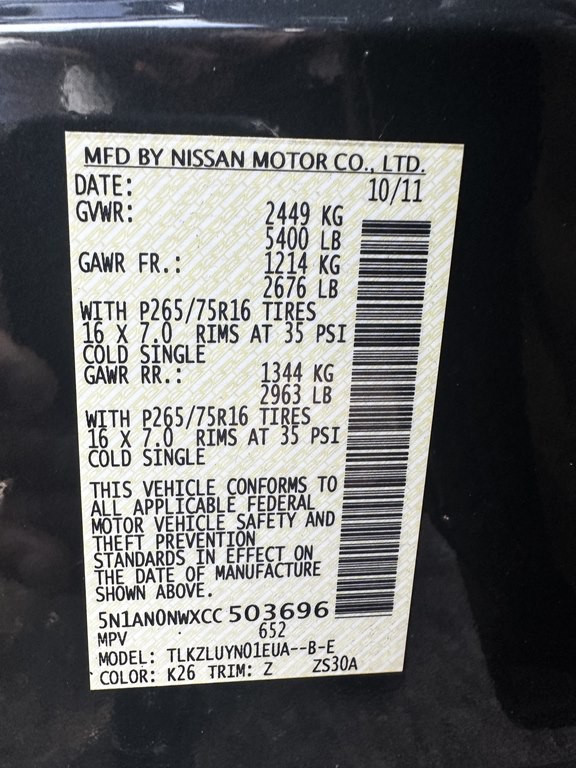 MFD BY NISSAN MOTOR CO., LTD.
DATE: 10/11
GVWR: 2449 KG
5400 LB
GAWR FR.: 1214 KG
2676 LB
WITH P265/75R16 TIRES
16 X 7.0 RIMS AT 35 PSI
COLD SINGLE
GAWR RR.: 1344 KG
2963 LB
WITH P265/75R16 TIRES
16 X 7.0 RIMS AT 35 PSI
COLD SINGLE
THIS VEHICLE CONFORMS TO
ALL APPLICABLE FEDERAL
MOTOR VEHICLE SAFETY AND
THEFT PREVENTION
STANDARDS IN EFFECT ON
THE DATE OF MANUFACTURE
SHOWN ABOVE.
5N1AN0NWXCC 503696
MPV 652
MODEL: TLKZLUYN01EUA--B-E
COLOR: K26 TRIM: Z ZS30A